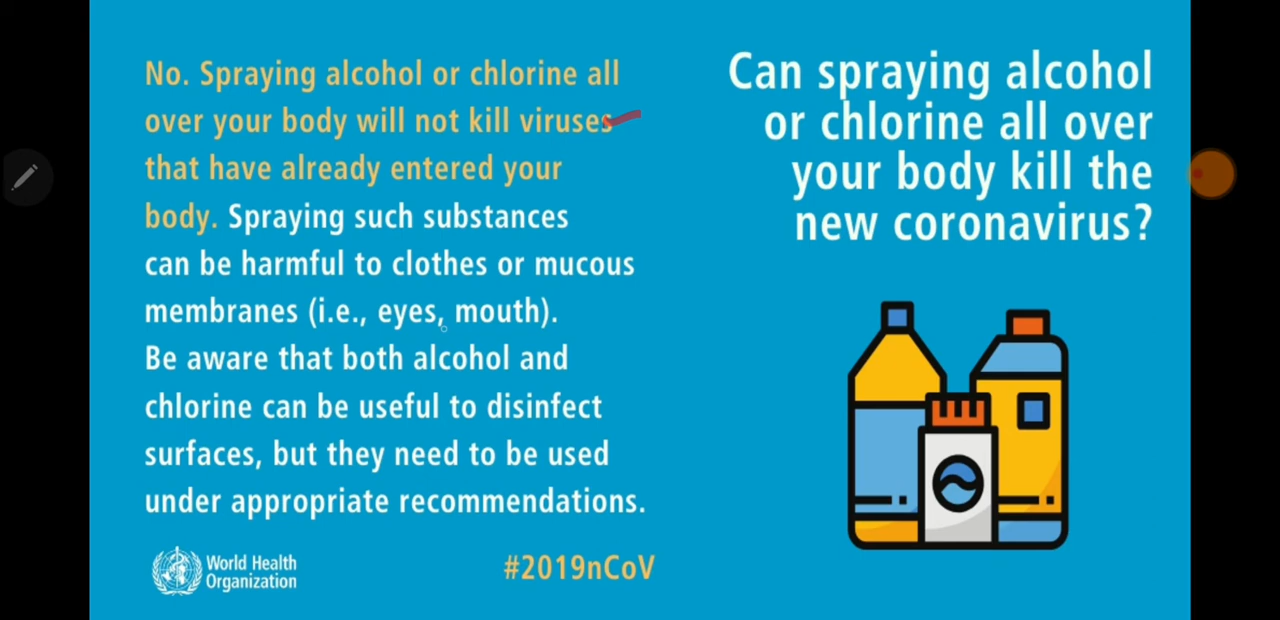 Can spraying alcohol
or chlorine all over
your body kill the
new coronavirus?
No. Spraying alcohol or chlorine all
over your body will not kill viruses
that have already entered your
body. Spraying such substances
can be harmful to clothes or mucous
membranes (i.e., eyes, mouth).
Be aware that both alcohol and
chlorine can be useful to disinfect
surfaces, but they need to be used
under appropriate recommendations.
World Health
Organization
#2019nCoV